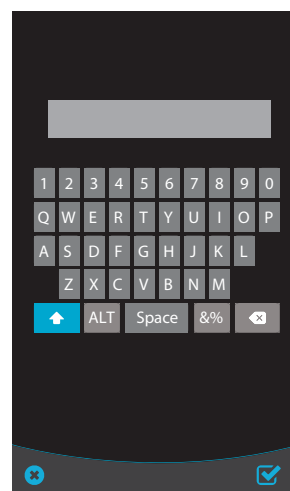 1 2 3 4 5 6 7 8 9 0
Q W E R T Y U I O P
A S D F G H J K L
Z X C V B N M
ALT Space &%